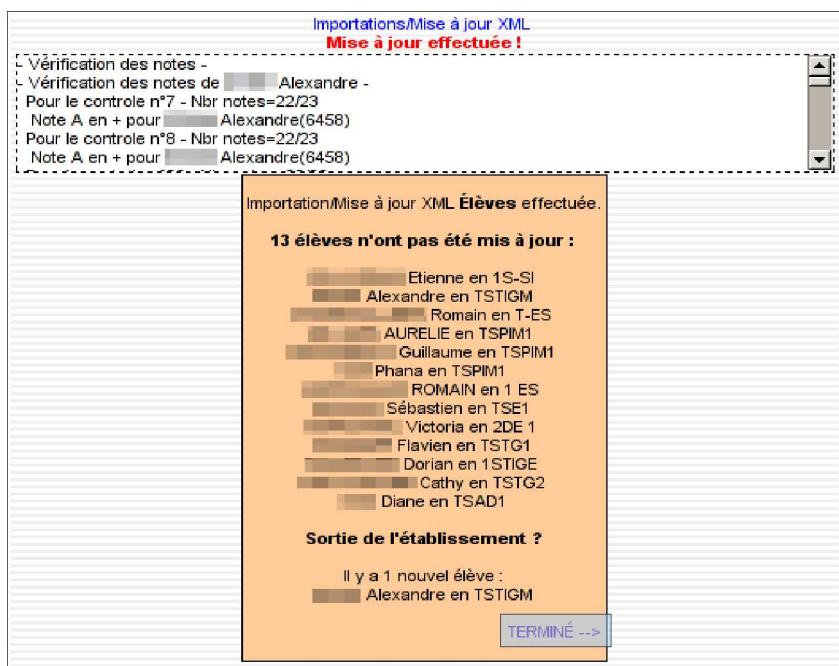 Importations/Mise à jour XML
Mise à jour effectuée !
- Vérification des notes -
- Vérification des notes de Alexandre -
Pour le controle n°7 - Nbr notes=22/23
Note A en + pour Alexandre(6458)
Pour le controle n°8 - Nbr notes=22/23
Note A en + pour Alexandre(6458)
Importation/Mise à jour XML Élèves effectuée.
13 élèves n'ont pas été mis à jour :
Etienne en 1S-SI
Alexandre en TSTIGM
Romain en T-ES
AURELIE en TSPIM1
Guillaume en TSPIM1
Phana en TSPIM1
ROMAIN en 1 ES
Sébastien en TSE1
Victoria en 2DE 1
Flavien en TSTG1
Dorian en 1STIGE
Cathy en TSTG2
Diane en TSAD1
Sortie de l'établissement ?
Il y a 1 nouvel élève :
Alexandre en TSTIGM
TERMINÉ -->